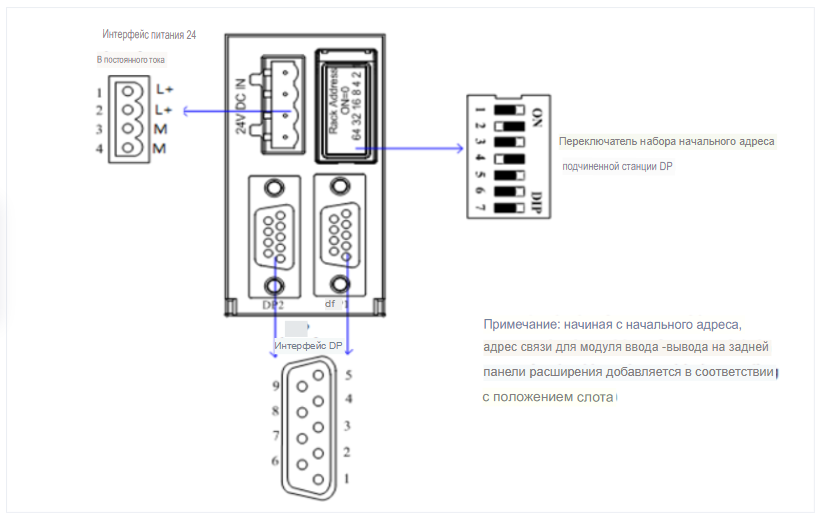 Интерфейс питания 24
В постоянного тока
1 L+
2 L+
3 M
4 M
24V DC IN
Rack Address
ON=0
64 32 16 8 4 2
1 2 3 4 5 6 7
ON
DIP
Переключатель набора начального адреса
подчиненной станции DP
DP2
Интерфейс DP
9 8 7 6
5 4 3 2 1
Примечание: начиная с начального адреса,
адрес связи для модуля ввода -вывода на задней
панели расширения добавляется в соответствии
с положением слота